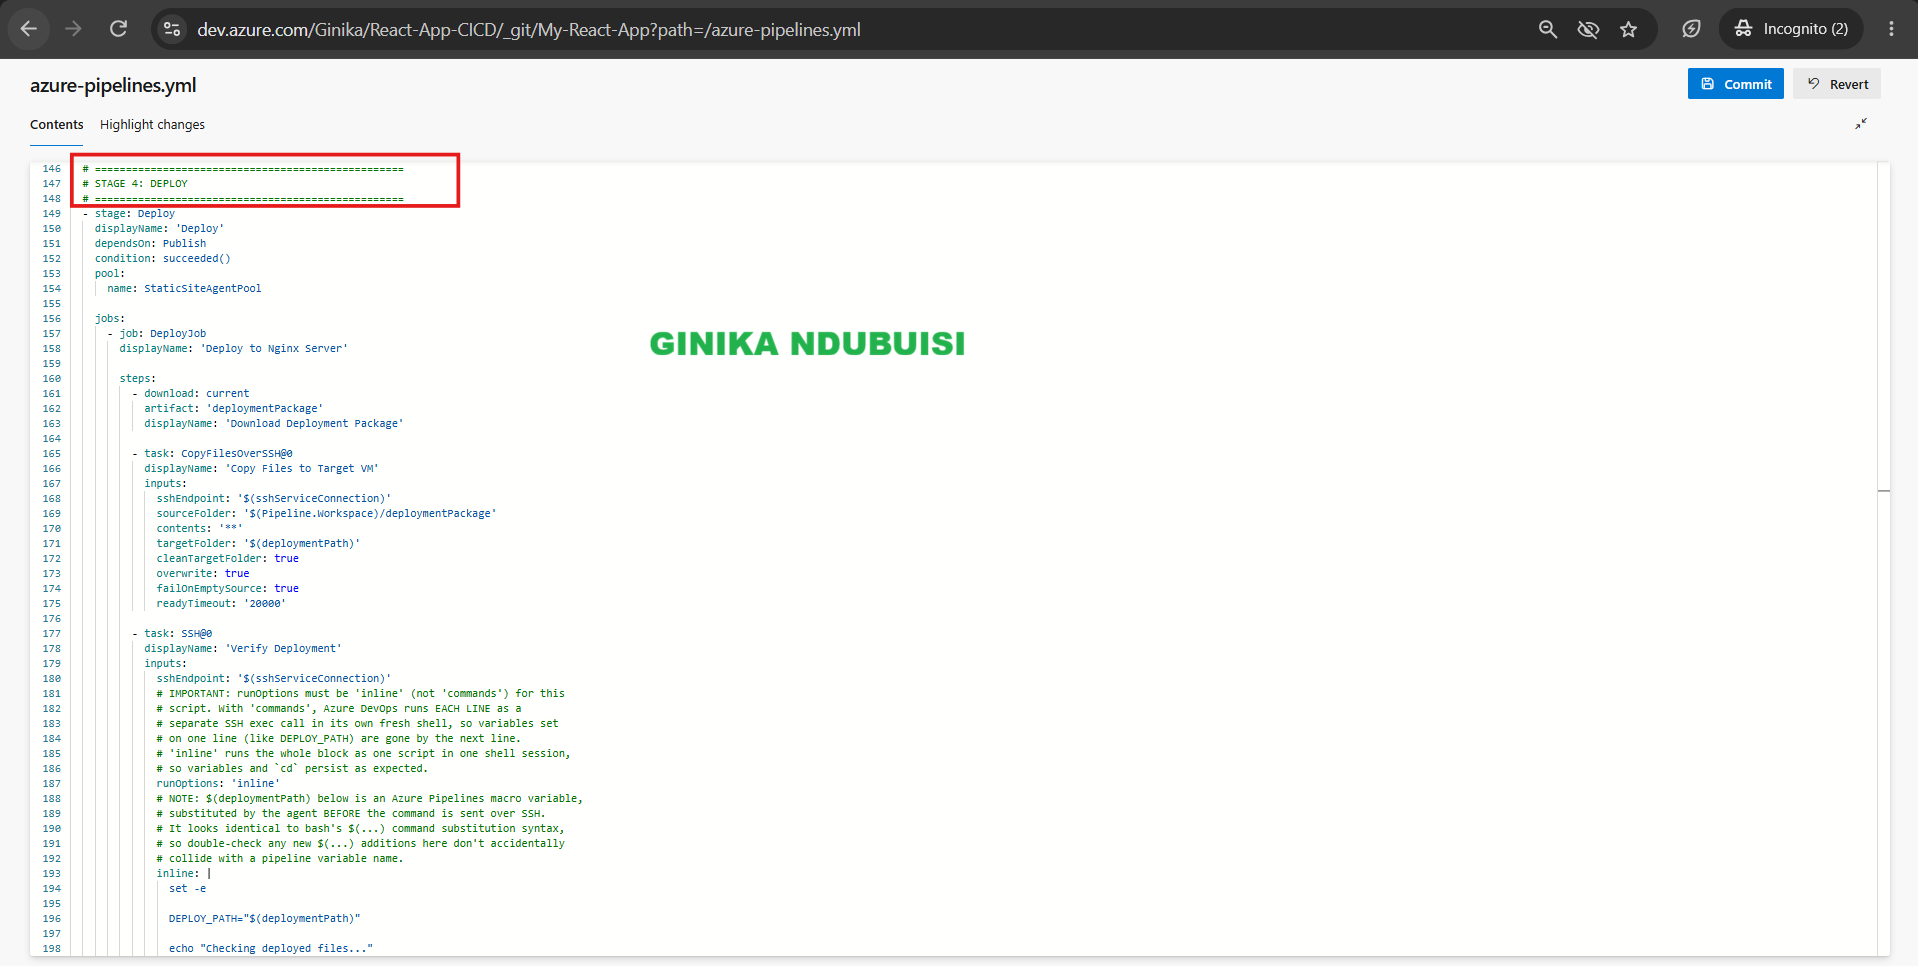 dev.azure.com/Ginika/React-App-CICD/_git/My-React-App?path=/azure-pipelines.yml
Incognito (2)
azure-pipelines.yml
Commit
Revert
Contents
Highlight changes
146 # ==================================================
147 # STAGE 4: DEPLOY
148 # ==================================================
149 - stage: Deploy
150 displayName: 'Deploy'
151 dependsOn: Publish
152 condition: succeeded()
153 pool:
154 name: StaticSiteAgentPool
155
156 jobs:
157 - job: DeployJob
158 displayName: 'Deploy to Nginx Server'
GINIKA NDUBUISI
159
160 steps:
161 - download: current
162 artifact: 'deploymentPackage'
163 displayName: 'Download Deployment Package'
164
165 - task: CopyFilesOverSSH@0
166 displayName: 'Copy Files to Target VM'
167 inputs:
168 sshEndpoint: '$(sshServiceConnection)'
169 sourceFolder: '$(Pipeline.Workspace)/deploymentPackage'
170 contents: '**'
171 targetFolder: '$(deploymentPath)'
172 cleanTargetFolder: true
173 overwrite: true
174 failOnEmptySource: true
175 readyTimeout: '20000'
176
177 - task: SSH@0
178 displayName: 'Verify Deployment'
179 inputs:
180 sshEndpoint: '$(sshServiceConnection)'
181 # IMPORTANT: runOptions must be 'inline' (not 'commands') for this
182 # script. With 'commands', Azure DevOps runs EACH LINE as a
183 # separate SSH exec call in its own fresh shell, so variables set
184 # on one line (like DEPLOY_PATH) are gone by the next line.
185 # 'inline' runs the whole block as one script in one shell session,
186 # so variables and `cd` persist as expected.
187 runOptions: 'inline'
188 # NOTE: $(deploymentPath) below is an Azure Pipelines macro variable,
189 # substituted by the agent BEFORE the command is sent over SSH.
190 # It looks identical to bash's $(...) command substitution syntax,
191 # so double-check any new $(...) additions here don't accidentally
192 # collide with a pipeline variable name.
193 inline: |
194 set -e
195
196 DEPLOY_PATH="$(deploymentPath)"
197
198 echo "Checking deployed files..."